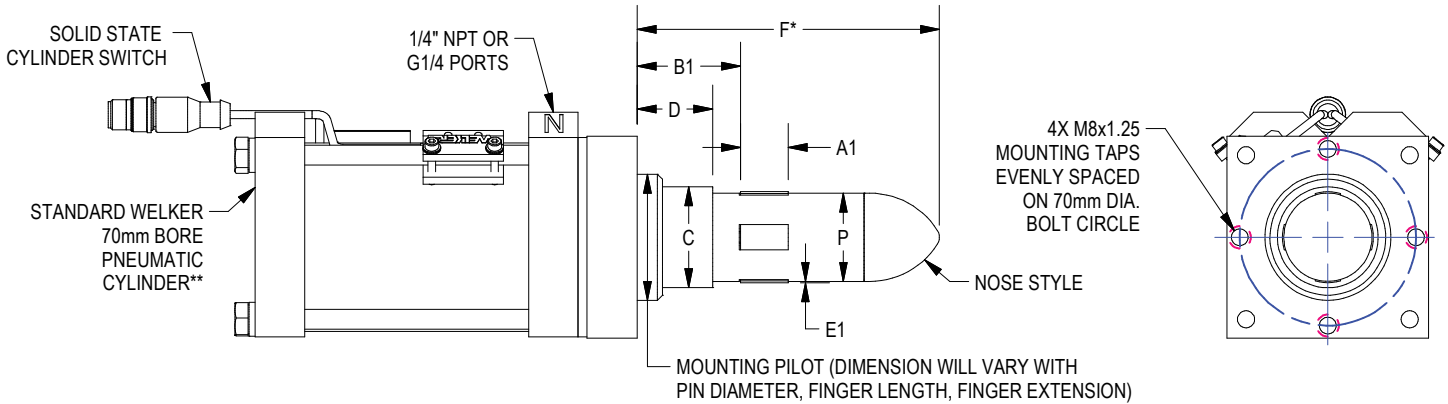 SOLID STATE
CYLINDER SWITCH
1/4" NPT OR
G1/4 PORTS
F*
B1
D
A1
N
WELKER
4X M8x1.25
MOUNTING TAPS
EVENLY SPACED
ON 70mm DIA.
BOLT CIRCLE
STANDARD WELKER
70mm BORE
PNEUMATIC
CYLINDER**
C
P
NOSE STYLE
E1
MOUNTING PILOT (DIMENSION WILL VARY WITH
PIN DIAMETER, FINGER LENGTH, FINGER EXTENSION)